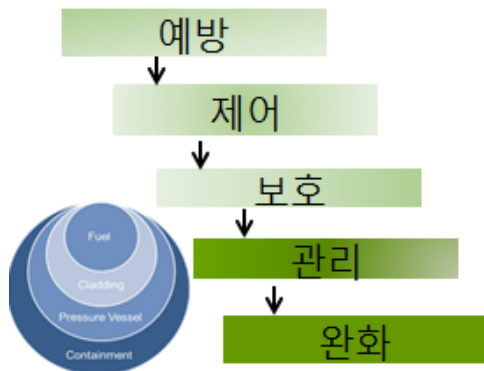 예방
제어
보호
관리
완화
Fuel
Cladding
Pressure Vessel
Containment